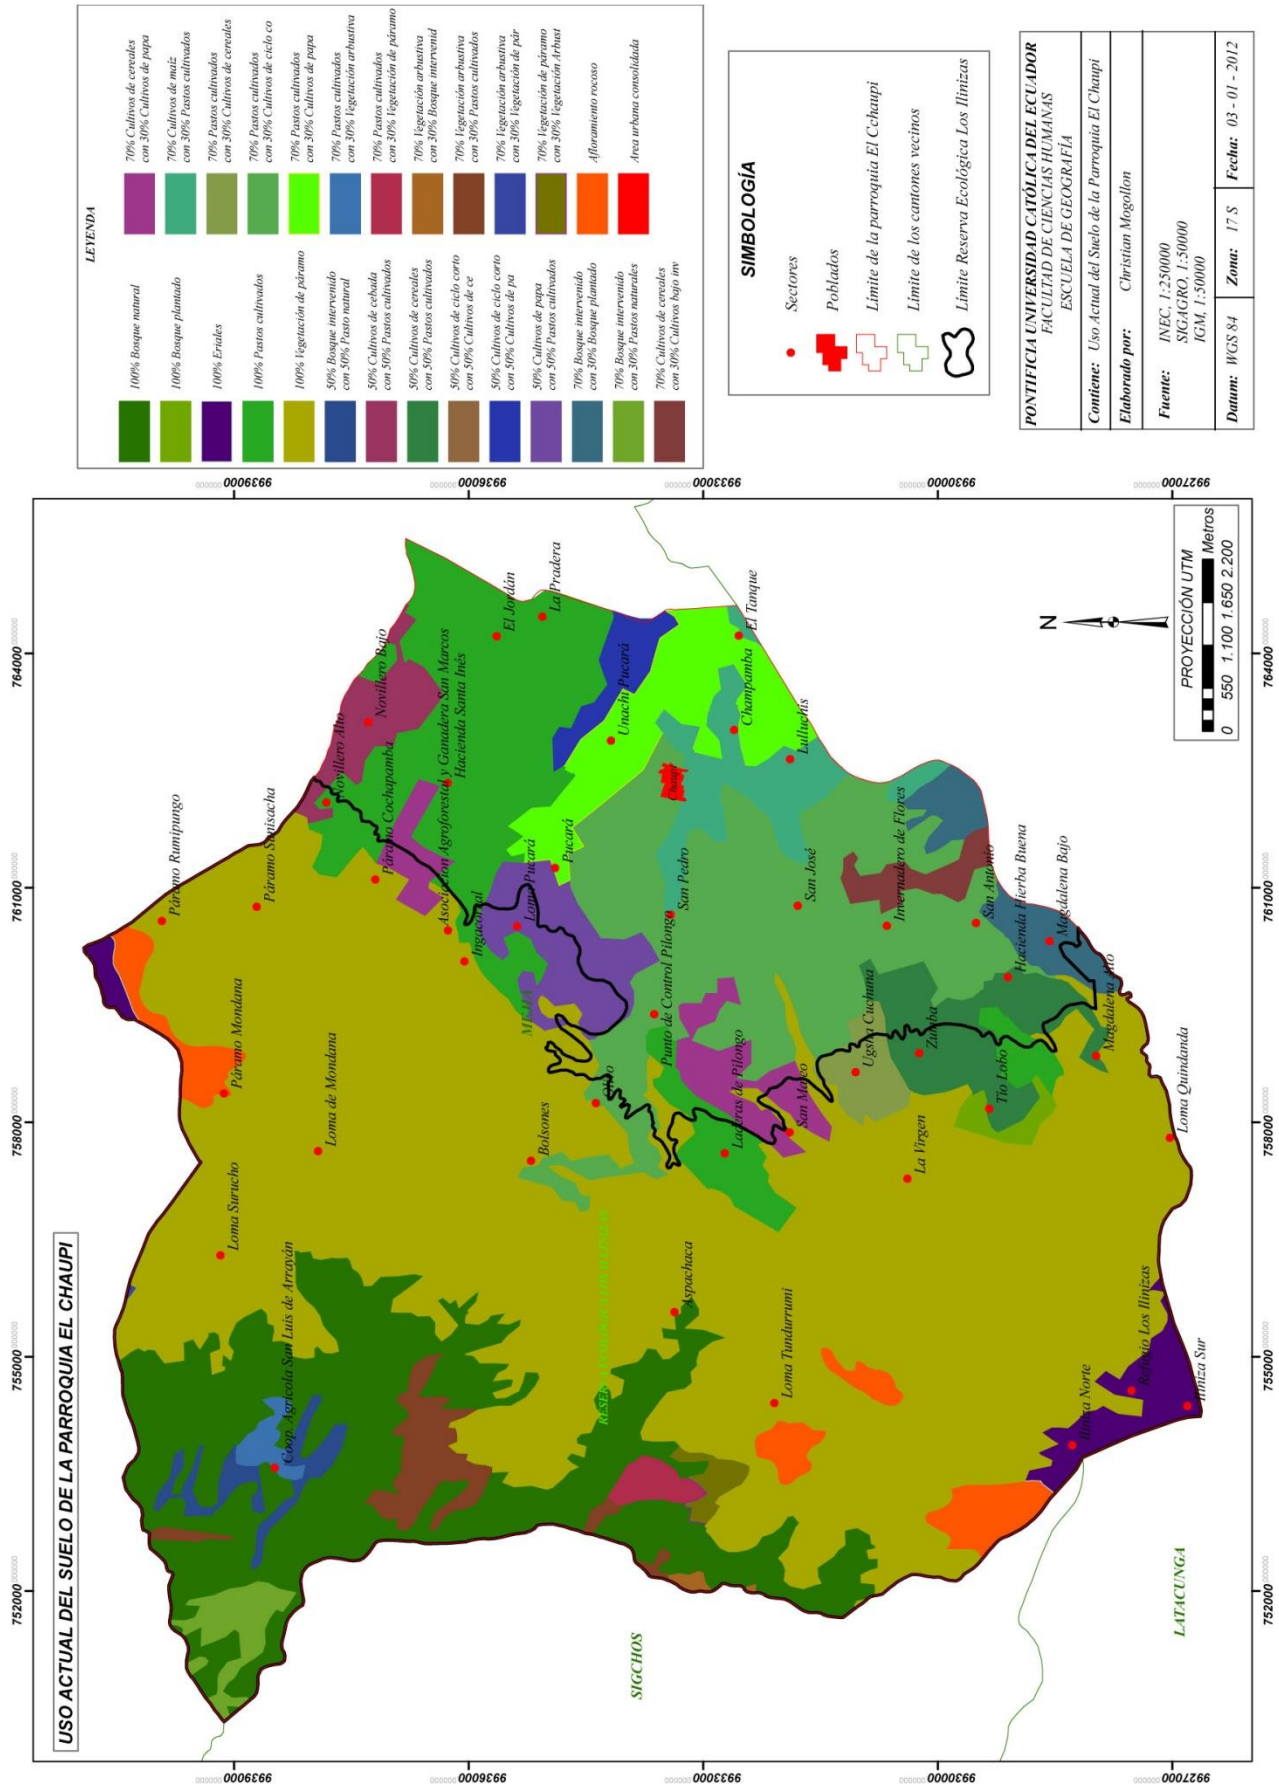 USO ACTUAL DEL SUELO DE LA PARROQUIA EL CHAUPI
752000
755000
758000
761000
764000
9939000
9936000
9933000
9930000
9927000
Páramo Rumipungo
Páramo Sunisacha
Páramo Mondana
Loma de Mondana
Loma Surucho
Coop. Agrícola San Luis de Arrayán
Novillero Alto
Novillero Bajo
Páramo Cochapamba
Asociacion Agroforestal y Ganadera San Marcos
Hacienda Santa Inés
Ingacorral
El Jordán
La Pradera
Loma Pucará
MEJIA
Pucará
Unachi Pucará
Bolsones
Chaupi
San Pedro
Punto de Control Pilongo
Laderas de Pilongo
El Tanque
Champamba
Lulluchis
San José
San Marco
Aspachaca
Loma Tundurrumi
Invernadero de Flores
Ugsha Cuchuna
Zumba
La Virgen
San Antonio
Hacienda Hierba Buena
Tio Lobo
Magdalena Bajo
Magdalena Alto
Loma Quindanda
Iliniza Norte
Refugio Los Ilinizas
Iliniza Sur
SIGCHOS
LATACUNGA
N
PROYECCIÓN UTM
Metros
0 550 1.100 1.650 2.200
LEYENDA
100% Bosque natural
100% Bosque plantado
100% Eriales
100% Pastos cultivados
100% Vegetación de páramo
50% Bosque intervenido
con 50% Pasto natural
50% Cultivos de cebada
con 50% Pastos cultivados
50% Cultivos de cereales
con 50% Pastos cultivados
50% Cultivos de ciclo corto
con 50% Cultivos de ce
50% Cultivos de ciclo corto
con 50% Cultivos de pa
50% Cultivos de papa
con 50% Pastos cultivados
70% Bosque intervenido
con 30% Bosque plantado
70% Bosque intervenido
con 30% Pastos naturales
70% Cultivos de cereales
con 30% Cultivos bajo inv
70% Cultivos de cereales
con 30% Cultivos de papa
70% Cultivos de maíz
con 30% Pastos cultivados
70% Pastos cultivados
con 30% Cultivos de cereales
70% Pastos cultivados
con 30% Cultivos de ciclo co
70% Pastos cultivados
con 30% Cultivos de papa
70% Pastos cultivados
con 30% Vegetación arbustiva
70% Pastos cultivados
con 30% Vegetación de páramo
70% Vegetación arbustiva
con 30% Bosque intervenid
70% Vegetación arbustiva
con 30% Pastos cultivados
70% Vegetación arbustiva
con 30% Vegetación de pár
70% Vegetación de páramo
con 30% Vegetación Arbust
Afloramiento rocoso
Area urbana consolidada
SIMBOLOGÍA
Sectores
Poblados
Límite de la parroquia El Cchaupi
Límite de los cantones vecinos
Límite Reserva Ecológica Los Ilinizas
PONTIFICIA UNIVERSIDAD CATÓLICA DEL ECUADOR
FACULTAD DE CIENCIAS HUMANAS
ESCUELA DE GEOGRAFÍA
Contiene: Uso Actual del Suelo de la Parroquia El Chaupi
Elaborado por: Christian Mogollon
Fuente: INEC, 1:250000
SIGAGRO, 1:50000
IGM, 1:50000
Datum: WGS 84 Zona: 17 S Fecha: 03 - 01 - 2012